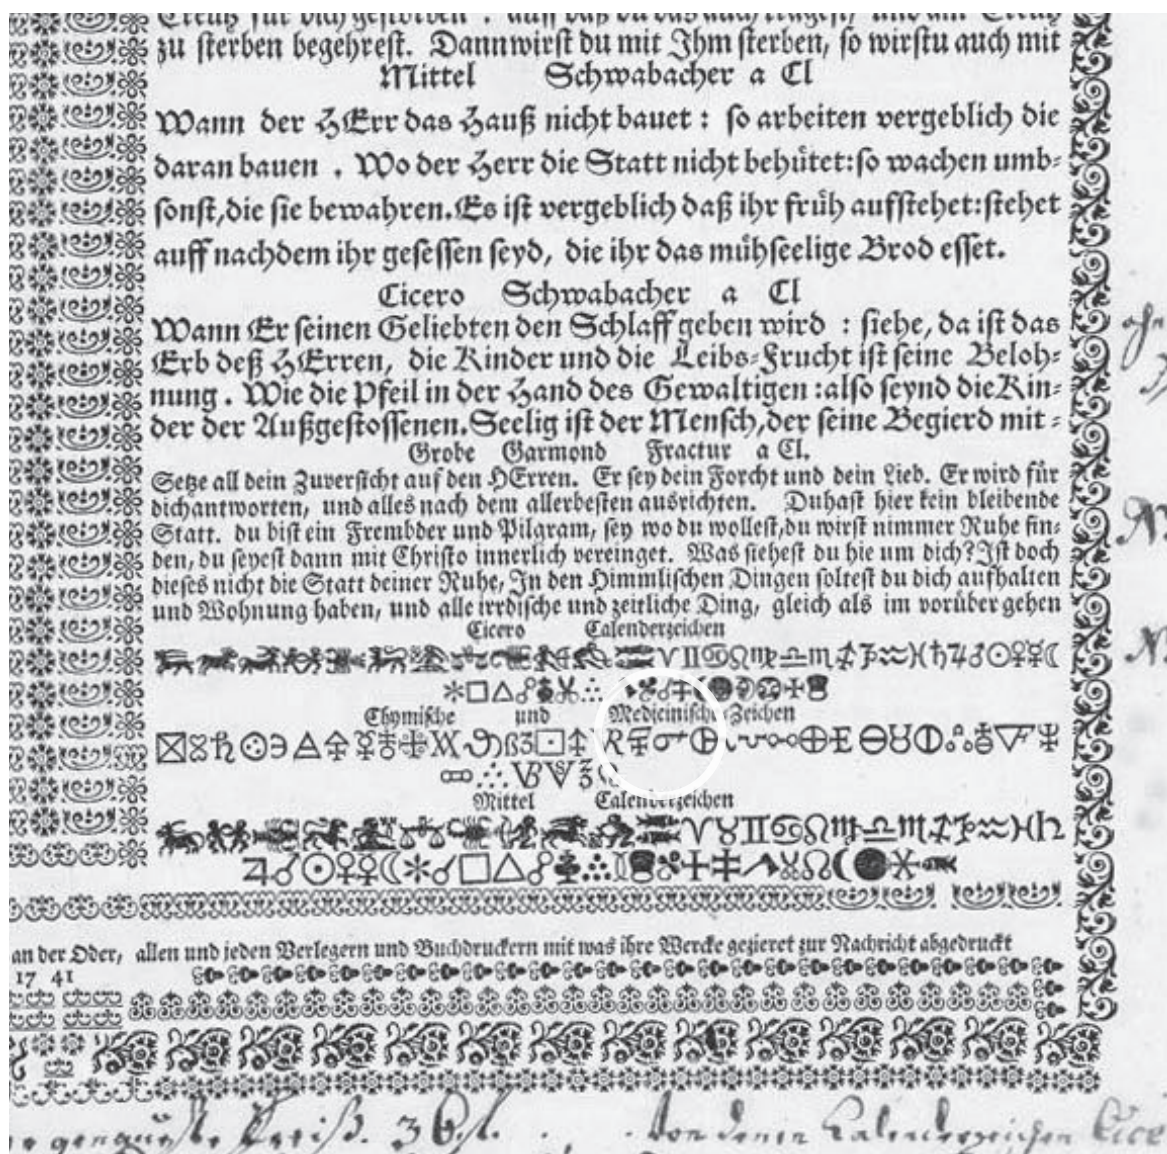 zu sterben begehrest. Dann wirst du mit Ihm sterben, so wirstu auch mit
Mittel Schwabacher a Cl
Wann der HErr das Hauß nicht bauet : so arbeiten vergeblich die
daran bauen . Wo der Herr die Statt nicht behütet:so wachen umb-
sonst,die sie bewahren.Es ist vergeblich daß ihr früh aufstehet:stehet
auff nachdem ihr gesessen seyd, die ihr das mühseelige Brod esset.
Cicero Schwabacher a Cl
Wann Er seinen Geliebten den Schlaff geben wird : siehe, da ist das
Erb deß HErren, die Kinder und die Leibs-Frucht ist seine Beloh-
nung . Wie die Pfeil in der Hand des Gewaltigen :also seynd die Kin-
der der Außgestossenen.Seelig ist der Mensch,der seine Begierd mit-
Grobe Garmond Fractur a Cl.
Setze all dein Zuversicht auf den HErren. Er sey dein Forcht und dein Lieb. Er wird für
dich antworten, und alles nach dem allerbesten ausrichten. Du hast hier kein bleibende
Statt. du bist ein Frembder und Pilgram, sey wo du wollest,du wirst nimmer Ruhe fin-
den, du seyest dann mit Christo innerlich vereinget. Was siehest du hie um dich? Ist doch
dieses nicht die Statt deiner Ruhe, In den Himmlischen Dingen soltest du dich aufhalten
und Wohnung haben, und alle irrdische und zeitliche Ding, gleich als im vorüber gehen
Cicero Calenderzeichen
Chymische und Medicinische Zeichen
Mittel Calenderzeichen
an der Oder, allen und jeden Verlegern und Buchdruckern mit was ihre Wercke gezieret zur Nachricht abgedruckt
17 41
Von denen Calenderzeichen Cice